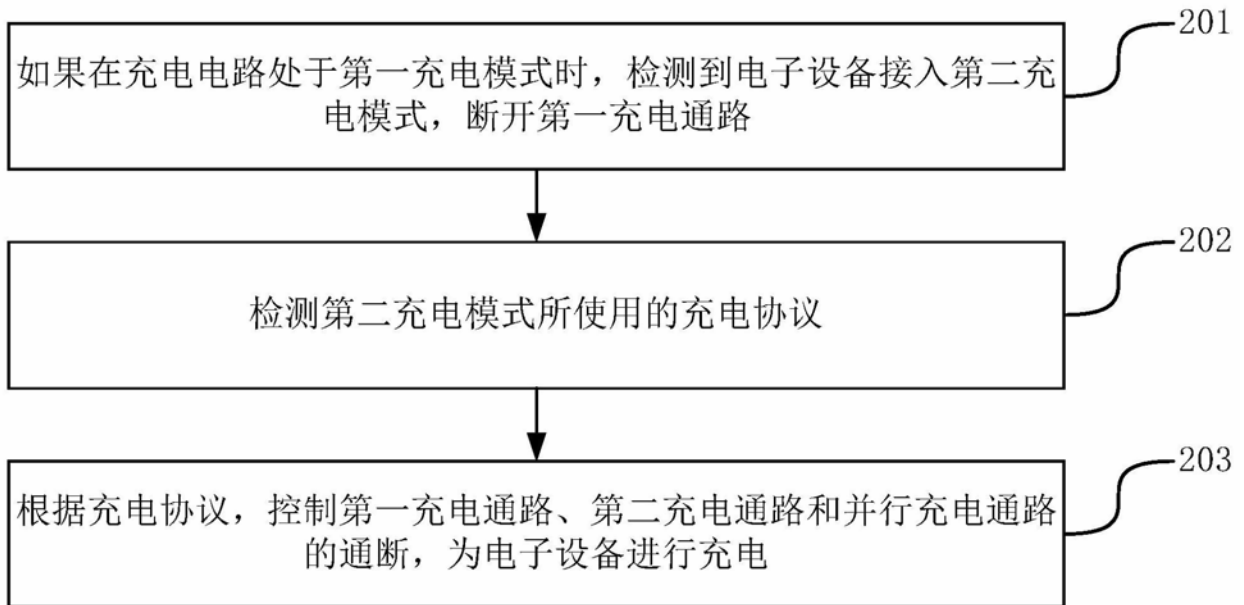 201
如果在充电电路处于第一充电模式时，检测到电子设备接入第二充
电模式，断开第一充电通路
202
检测第二充电模式所使用的充电协议
203
根据充电协议，控制第一充电通路、第二充电通路和并行充电通路
的通断，为电子设备进行充电